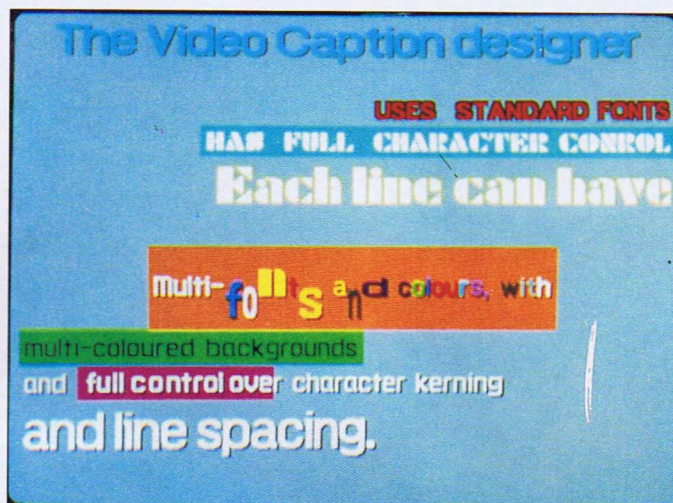 The Video Caption designer
USES STANDARD FONTS
HAS FULL CHARACTER CONROL
Each line can have
Multi-fonts and colours, with
multi-coloured backgrounds
and full control over character kerning
and line spacing.